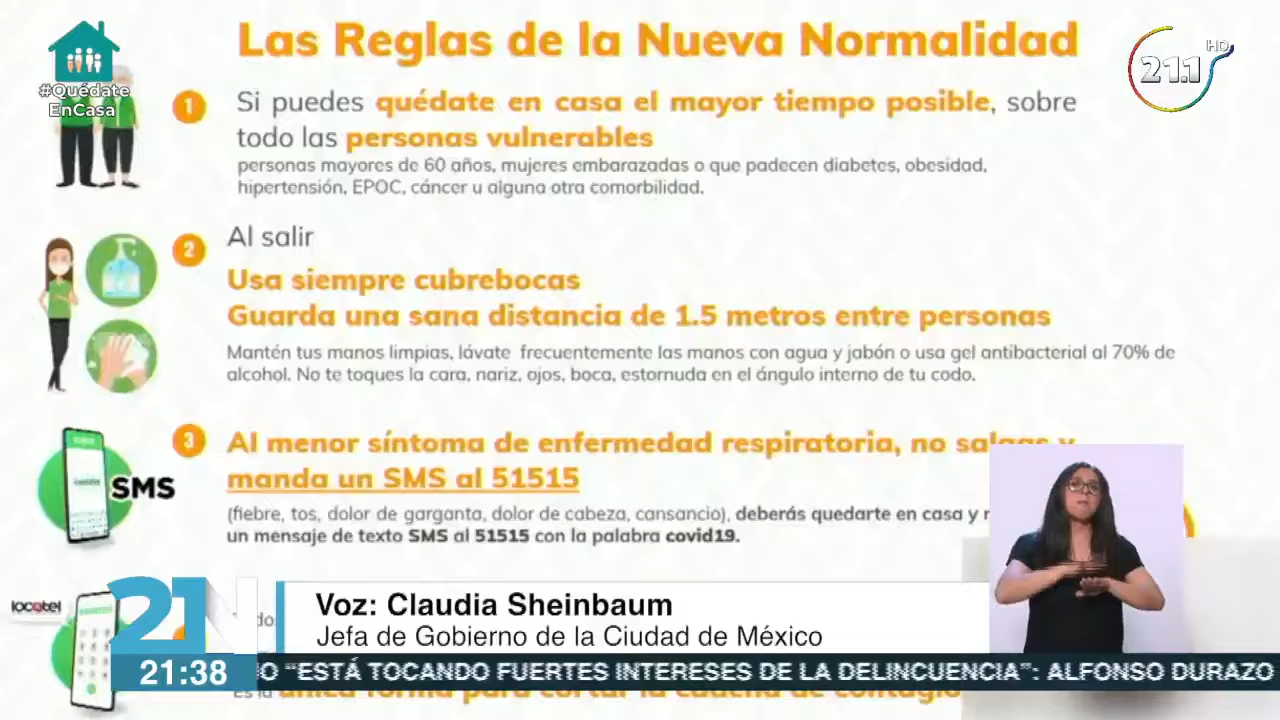 Las Reglas de la Nueva Normalidad
#Quédate
EnCasa
21.1 HD
1 Si puedes quédate en casa el mayor tiempo posible, sobre
todo las personas vulnerables
personas mayores de 60 años, mujeres embarazadas o que padecen diabetes, obesidad,
hipertensión, EPOC, cáncer u alguna otra comorbilidad.
2 Al salir
Usa siempre cubrebocas
Guarda una sana distancia de 1.5 metros entre personas
Mantén tus manos limpias, lávate frecuentemente las manos con agua y jabón o usa gel antibacterial al 70% de
alcohol. No te toques la cara, nariz, ojos, boca, estornuda en el ángulo interno de tu codo.
3 Al menor síntoma de enfermedad respiratoria, no salgas y
manda un SMS al 51515
SMS
(fiebre, tos, dolor de garganta, dolor de cabeza, cansancio), deberás quedarte en casa y
un mensaje de texto SMS al 51515 con la palabra covid19.
locatel
21N
Voz: Claudia Sheinbaum
Jefa de Gobierno de la Ciudad de México
21:38
“ESTÁ TOCANDO FUERTES INTERESES DE LA DELINCUENCIA”: ALFONSO DURAZO
Es la única forma para cortar la cadena de contagio